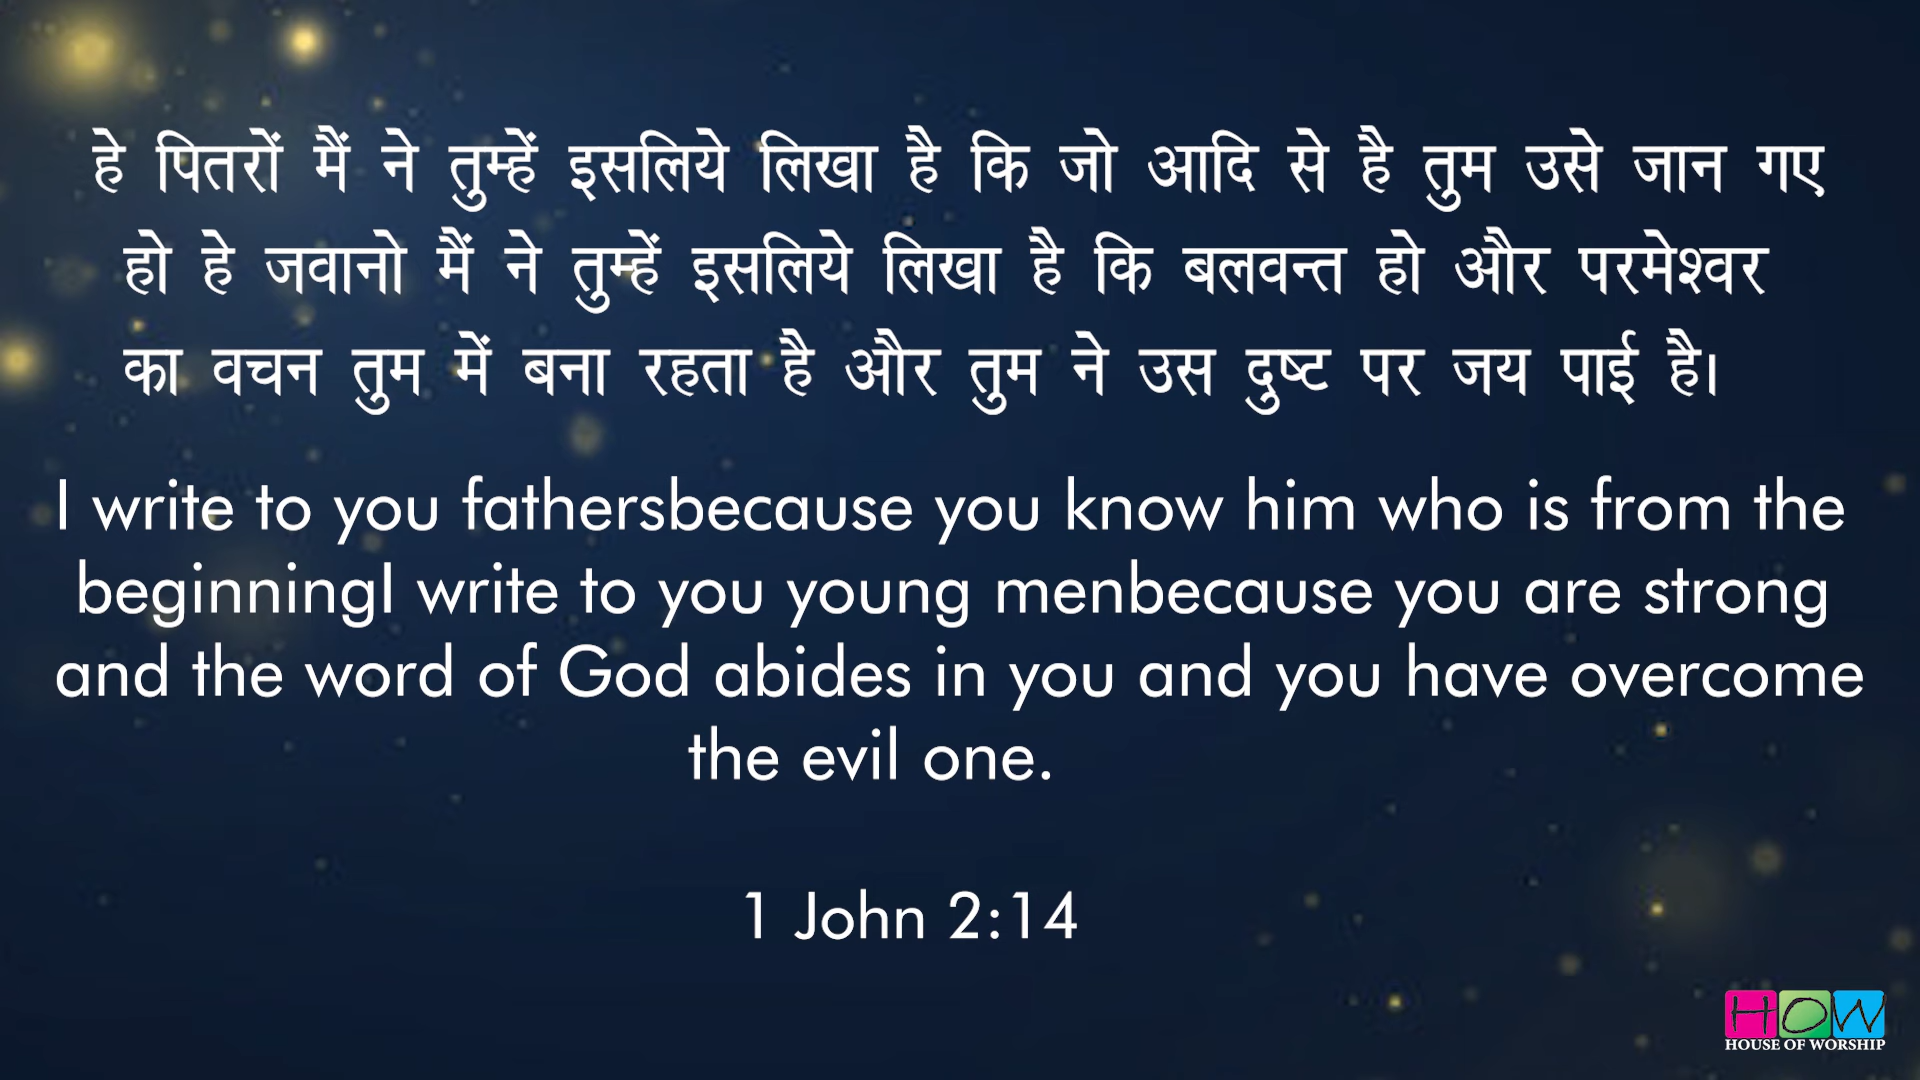 हे पितरों मैं ने तुम्हें इसलिये लिखा है कि जो आदि से है तुम उसे जान गए
हो हे जवानो मैं ने तुम्हें इसलिये लिखा है कि बलवन्त हो और परमेश्वर
का वचन तुम में बना रहता है और तुम ने उस दुष्ट पर जय पाई है।
I write to you fathersbecause you know him who is from the
beginningI write to you young menbecause you are strong
and the word of God abides in you and you have overcome
the evil one.
1 John 2:14
HOW
HOUSE OF WORSHIP